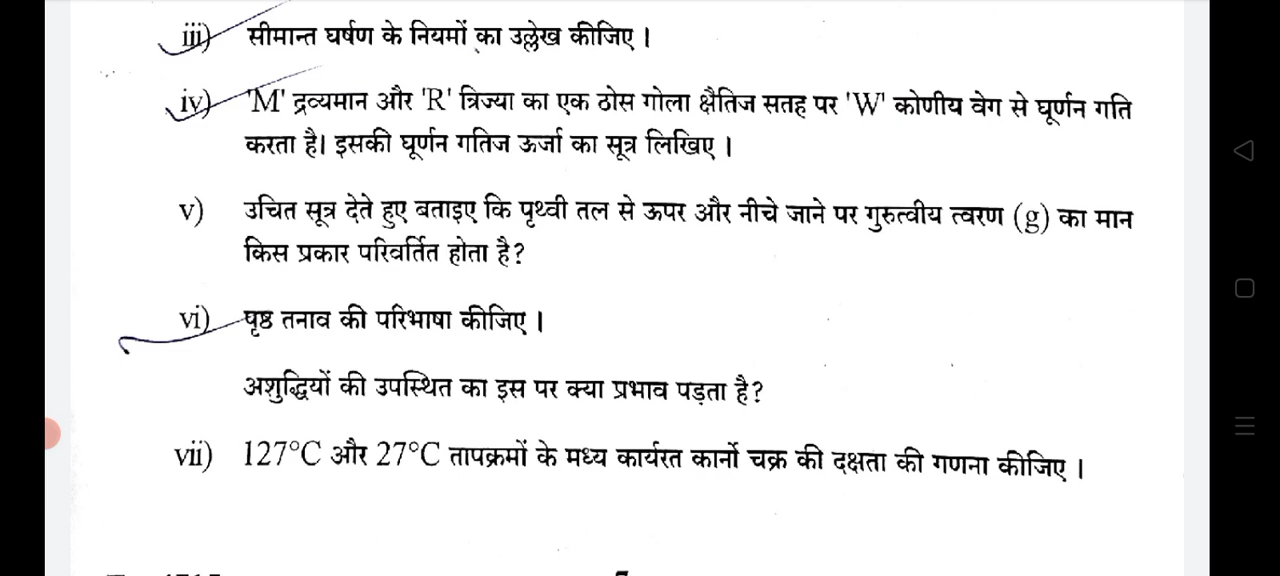 iii) सीमान्त घर्षण के नियमों का उल्लेख कीजिए ।
iv) 'M' द्रव्यमान और 'R' त्रिज्या का एक ठोस गोला क्षैतिज सतह पर 'W' कोणीय वेग से घूर्णन गति
करता है। इसकी घूर्णन गतिज ऊर्जा का सूत्र लिखिए ।
v) उचित सूत्र देते हुए बताइए कि पृथ्वी तल से ऊपर और नीचे जाने पर गुरुत्वीय त्वरण (g) का मान
किस प्रकार परिवर्तित होता है?
vi) पृष्ठ तनाव की परिभाषा कीजिए ।
अशुद्धियों की उपस्थित का इस पर क्या प्रभाव पड़ता है?
vii) 127°C और 27°C तापक्रमों के मध्य कार्यरत कार्नो चक्र की दक्षता की गणना कीजिए ।